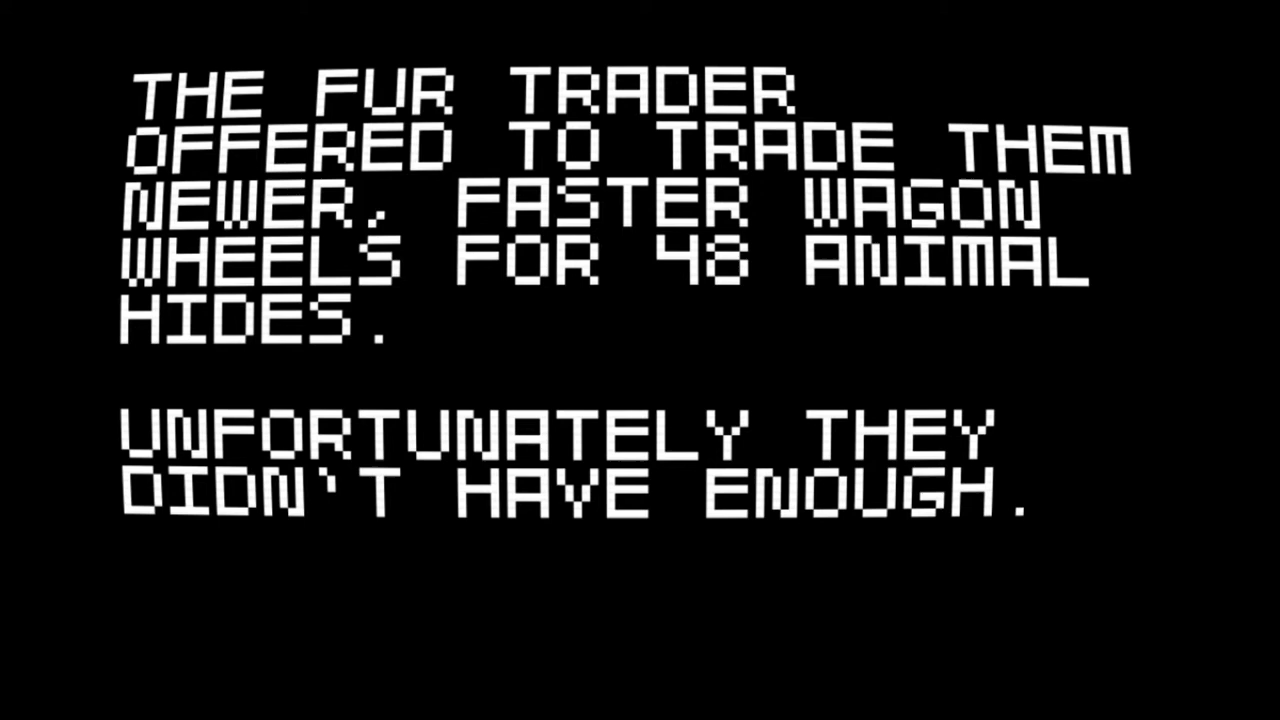 THE FUR TRADER
OFFERED TO TRADE THEM
NEWER, FASTER WAGON
WHEELS FOR 48 ANIMAL
HIDES.
UNFORTUNATELY THEY
DIDN'T HAVE ENOUGH.